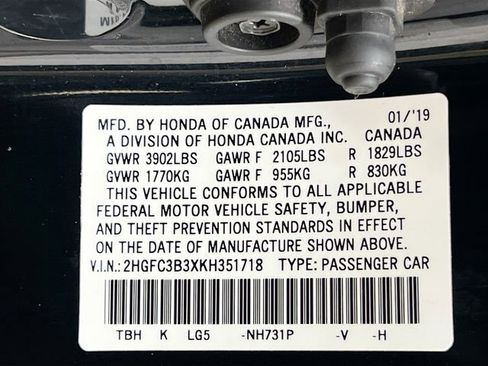 MFD. BY HONDA OF CANADA MFG., 01/'19
A DIVISION OF HONDA CANADA INC. CANADA
GVWR 3902LBS GAWR F 2105LBS R 1829LBS
GVWR 1770KG GAWR F 955KG R 830KG
THIS VEHICLE CONFORMS TO ALL APPLICABLE
FEDERAL MOTOR VEHICLE SAFETY, BUMPER,
AND THEFT PREVENTION STANDARDS IN EFFECT
ON THE DATE OF MANUFACTURE SHOWN ABOVE.
V.I.N.: 2HGFC3B3XKH351718 TYPE: PASSENGER CAR
TBH K LG5 -NH731P -V -H